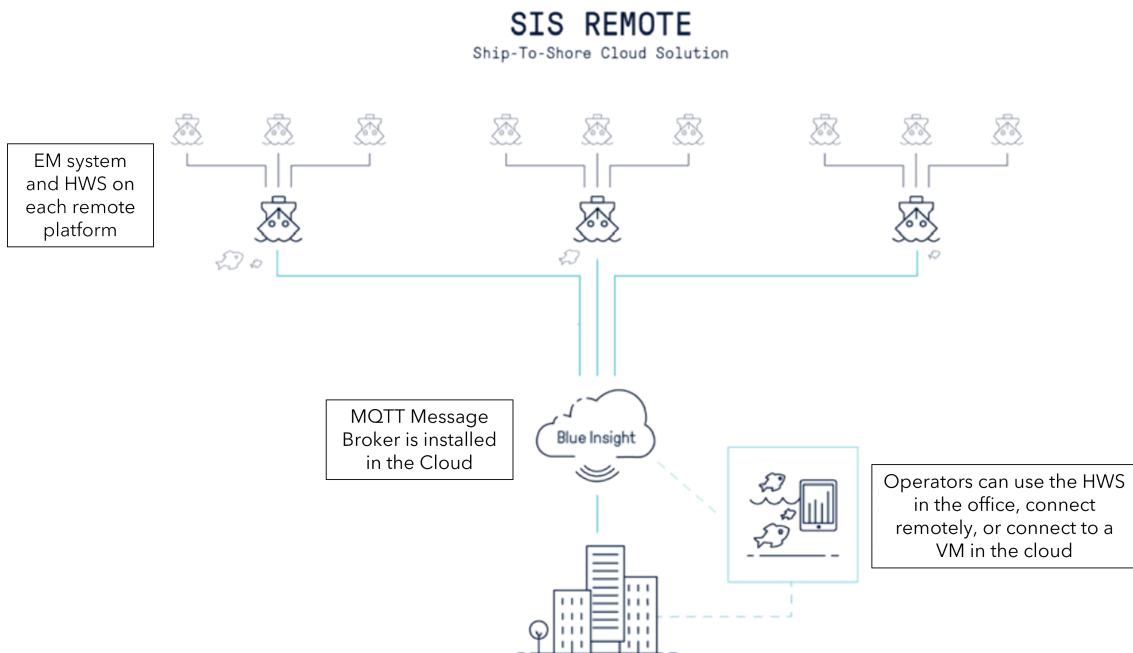 SIS REMOTE
Ship-To-Shore Cloud Solution
EM system
and HWS on
each remote
platform
MQTT Message
Broker is installed
in the Cloud
Blue Insight
Operators can use the HWS
in the office, connect
remotely, or connect to a
VM in the cloud